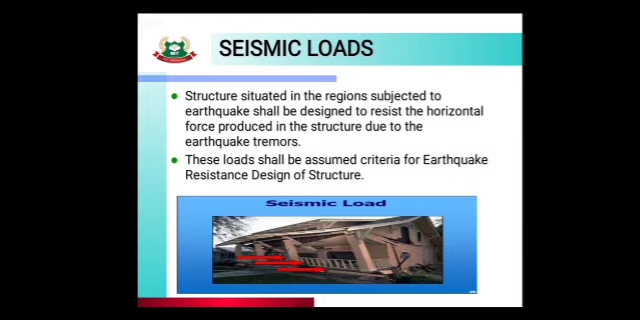 SEISMIC LOADS
Structure situated in the regions subjected to
earthquake shall be designed to resist the horizontal
force produced in the structure due to the
earthquake tremors.
These loads shall be assumed criteria for Earthquake
Resistance Design of Structure.
Seismic Load